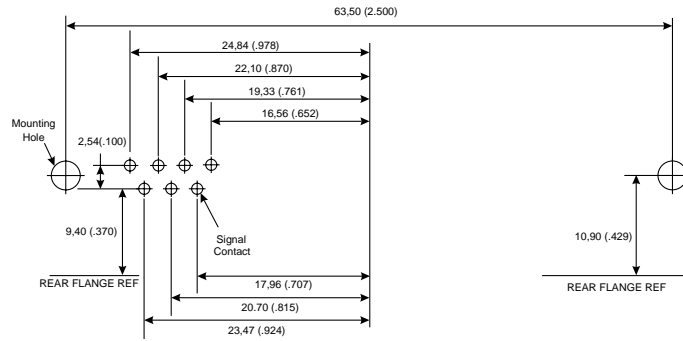 63,50 (2.500)
24,84 (.978)
22,10 (.870)
19,33 (.761)
16,56 (.652)
Mounting
Hole
2,54(.100)
9,40 (.370)
Signal
Contact
10,90 (.429)
REAR FLANGE REF
17,96 (.707)
REAR FLANGE REF
20.70 (.815)
23,47 (.924)